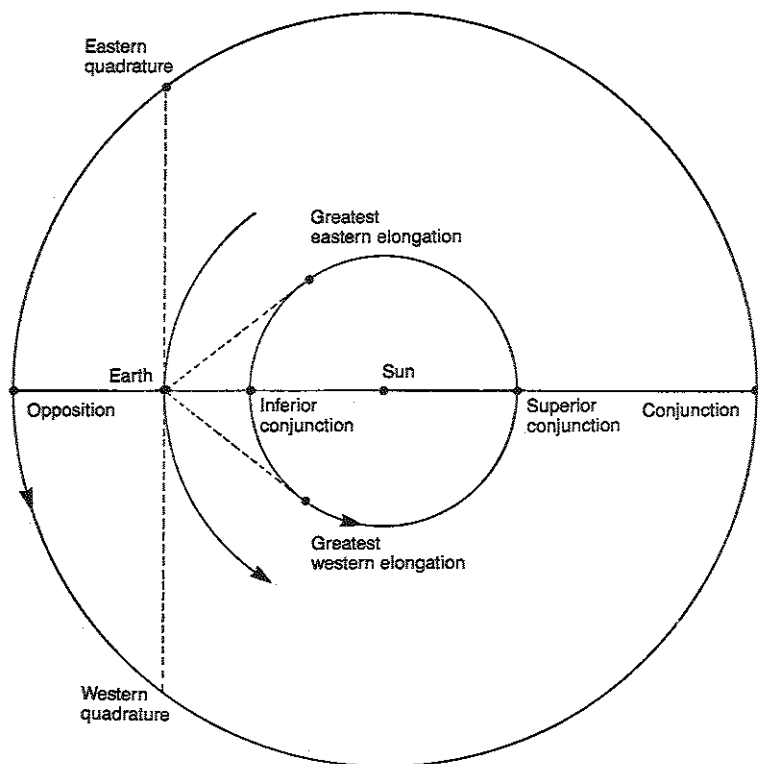 Eastern
quadrature
Greatest
eastern elongation
Earth
Sun
Opposition
Inferior
conjunction
Superior
conjunction
Conjunction
Greatest
western elongation
Western
quadrature